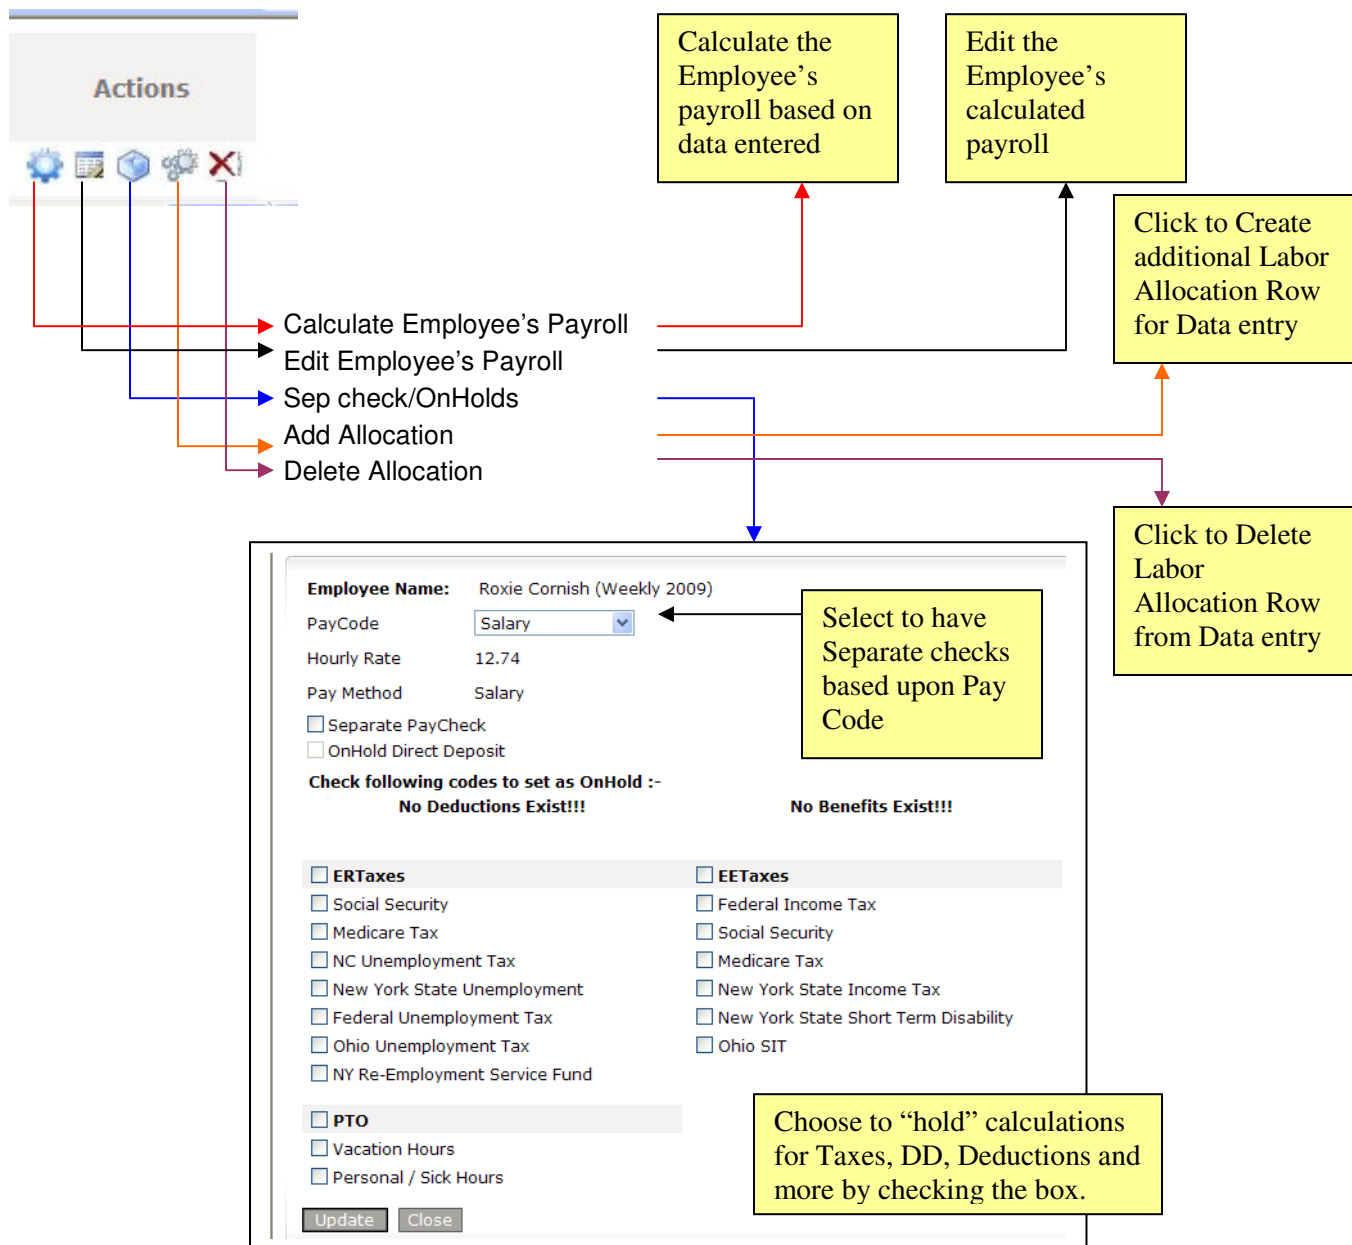 Actions
Calculate the
Employee's
payroll based on
data entered
Edit the
Employee's
calculated
payroll
Click to Create
additional Labor
Allocation Row
for Data entry
Calculate Employee's Payroll
Edit Employee's Payroll
Sep check/OnHolds
Add Allocation
Delete Allocation
Click to Delete
Labor
Allocation Row
from Data entry
Employee Name: Roxie Cornish (Weekly 2009)
PayCode Salary
Hourly Rate 12.74
Pay Method Salary
Separate PayCheck
OnHold Direct Deposit
Select to have
Separate checks
based upon Pay
Code
Check following codes to set as OnHold :-
No Deductions Exist!!! No Benefits Exist!!!
ERTaxes
Social Security
Medicare Tax
NC Unemployment Tax
New York State Unemployment
Federal Unemployment Tax
Ohio Unemployment Tax
NY Re-Employment Service Fund
EETaxes
Federal Income Tax
Social Security
Medicare Tax
New York State Income Tax
New York State Short Term Disability
Ohio SIT
PTO
Vacation Hours
Personal / Sick Hours
Choose to “hold” calculations
for Taxes, DD, Deductions and
more by checking the box.
Update Close